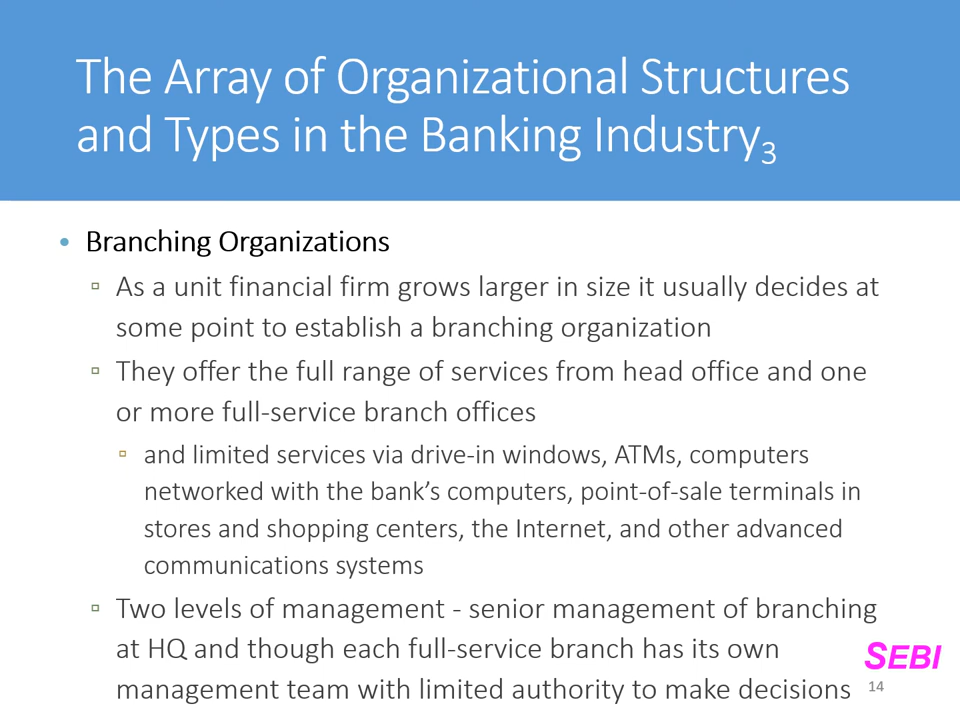 The Array of Organizational Structures
and Types in the Banking Industry3
• Branching Organizations
▫ As a unit financial firm grows larger in size it usually decides at
some point to establish a branching organization
▫ They offer the full range of services from head office and one
or more full-service branch offices
▫ and limited services via drive-in windows, ATMs, computers
networked with the bank’s computers, point-of-sale terminals in
stores and shopping centers, the Internet, and other advanced
communications systems
▫ Two levels of management - senior management of branching
at HQ and though each full-service branch has its own
management team with limited authority to make decisions
SEBI
14